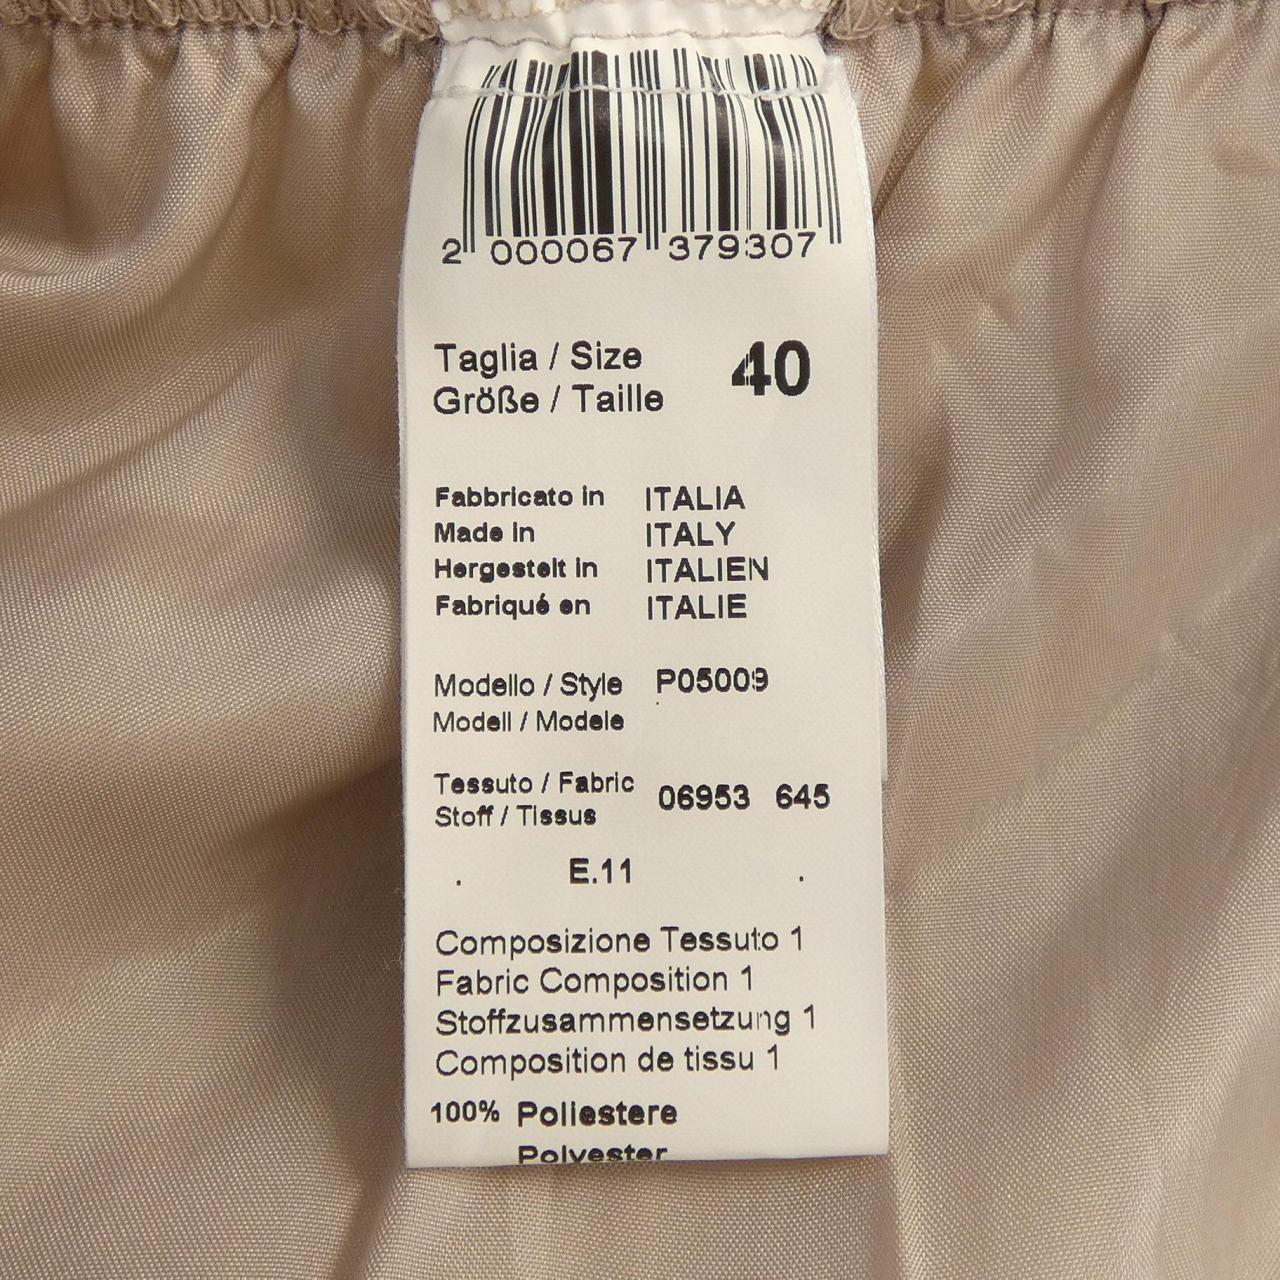 2 000067 379307
Taglia / Size 40
Größe / Taille
Fabbricato in ITALIA
Made in ITALY
Hergestelt in ITALIEN
Fabriqué en ITALIE
Modello / Style P05009
Modell / Modele
Tessuto / Fabric 06953 645
Stoff / Tissus
. E.11 .
Composizione Tessuto 1
Fabric Composition 1
Stoffzusammensetzung 1
Composition de tissu 1
100% Poliestere
Polyester